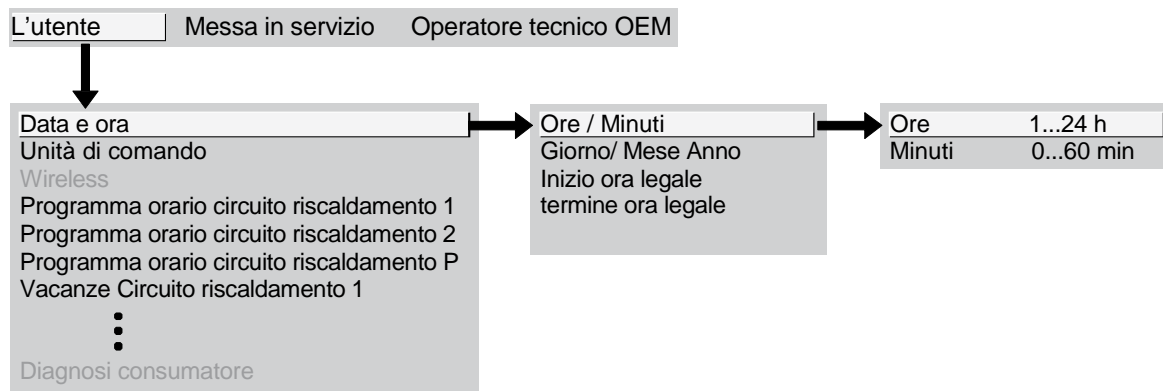 L'utente Messa in servizio Operatore tecnico OEM
Data e ora
Unità di comando
Wireless
Programma orario circuito riscaldamento 1
Programma orario circuito riscaldamento 2
Programma orario circuito riscaldamento P
Vacanze Circuito riscaldamento 1
Diagnosi consumatore
Ore / Minuti
Giorno/ Mese Anno
Inizio ora legale
termine ora legale
Ore 1...24 h
Minuti 0...60 min